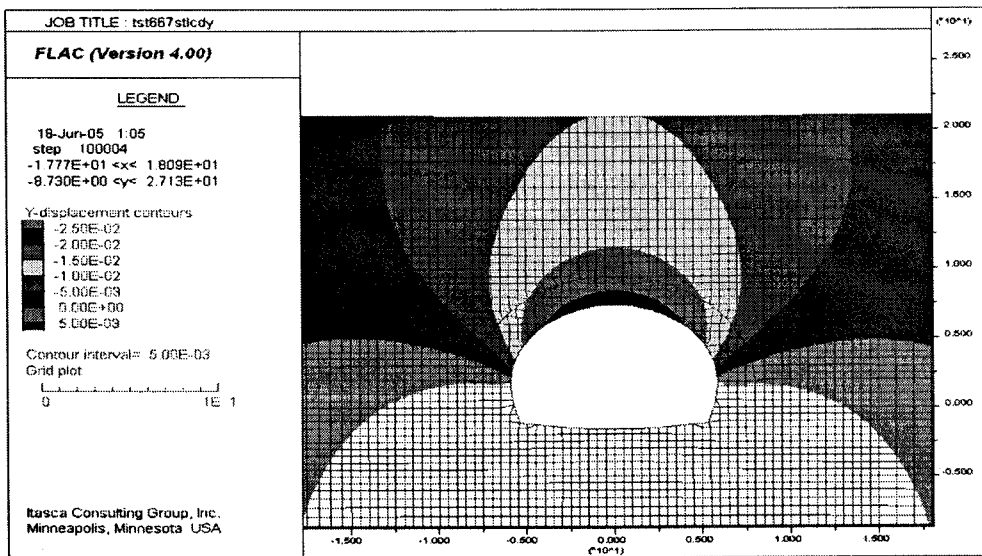 JOB TITLE : tst667stlcdy
(*10^1)
FLAC (Version 4.00)
LEGEND
18-Jun-05 1:05
step 100004
-1.777E+01 <x< 1.809E+01
-8.730E+00 <y< 2.713E+01
Y-displacement contours
-2.50E-02
-2.00E-02
-1.50E-02
-1.00E-02
-5.00E-03
0.00E+00
5.00E-03
Contour interval= 5.00E-03
Grid plot
0 1E 1
Itasca Consulting Group, Inc.
Minneapolis, Minnesota USA
2.500
2.000
1.500
1.000
0.500
0.000
-0.500
-1.500 -1.000 -0.500 0.000 0.500 1.000 1.500
(*10^1)